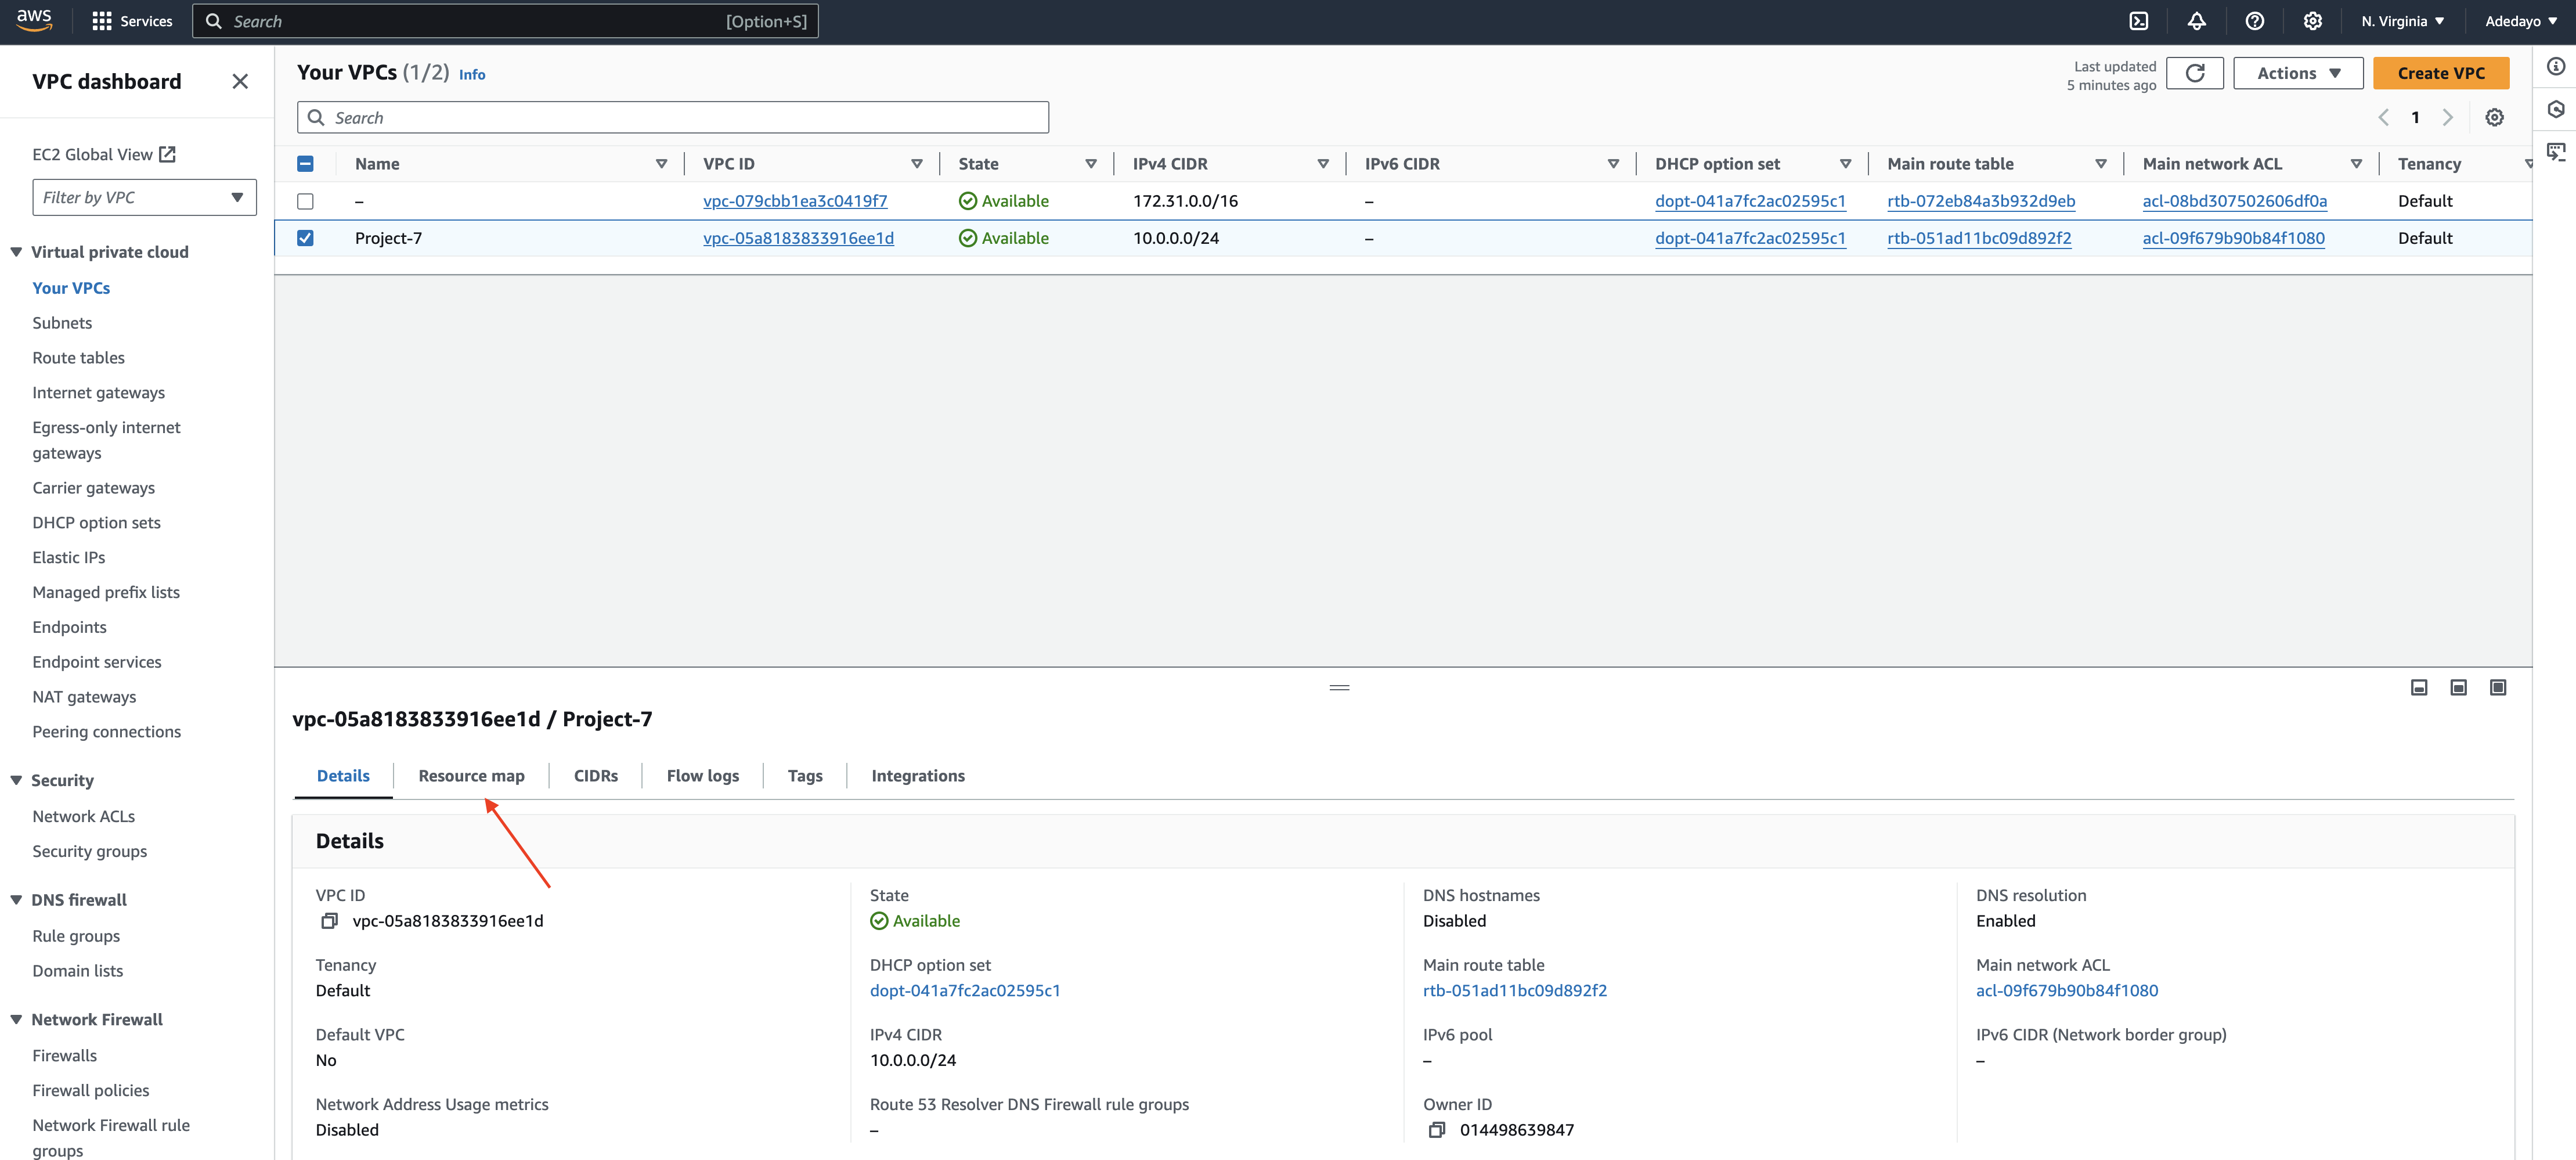 aws
Services
Search
[Option+S]
N. Virginia
Adedayo
VPC dashboard
EC2 Global View
Filter by VPC
Virtual private cloud
Your VPCs
Subnets
Route tables
Internet gateways
Egress-only internet
gateways
Carrier gateways
DHCP option sets
Elastic IPs
Managed prefix lists
Endpoints
Endpoint services
NAT gateways
Peering connections
Security
Network ACLs
Security groups
DNS firewall
Rule groups
Domain lists
Network Firewall
Firewalls
Firewall policies
Network Firewall rule
groups
Your VPCs (1/2) Info
Last updated
5 minutes ago
Actions
Create VPC
Search
1
Name VPC ID State IPv4 CIDR IPv6 CIDR DHCP option set Main route table Main network ACL Tenancy
– vpc-079cbb1ea3c0419f7 Available 172.31.0.0/16 – dopt-041a7fc2ac02595c1 rtb-072eb84a3b932d9eb acl-08bd307502606df0a Default
Project-7 vpc-05a8183833916ee1d Available 10.0.0.0/24 – dopt-041a7fc2ac02595c1 rtb-051ad11bc09d892f2 acl-09f679b90b84f1080 Default
vpc-05a8183833916ee1d / Project-7
Details Resource map CIDRs Flow logs Tags Integrations
Details
VPC ID
vpc-05a8183833916ee1d
State
Available
DNS hostnames
Disabled
DNS resolution
Enabled
Tenancy
Default
DHCP option set
dopt-041a7fc2ac02595c1
Main route table
rtb-051ad11bc09d892f2
Main network ACL
acl-09f679b90b84f1080
Default VPC
No
IPv4 CIDR
10.0.0.0/24
IPv6 pool
–
IPv6 CIDR (Network border group)
–
Network Address Usage metrics
Disabled
Route 53 Resolver DNS Firewall rule groups
–
Owner ID
014498639847